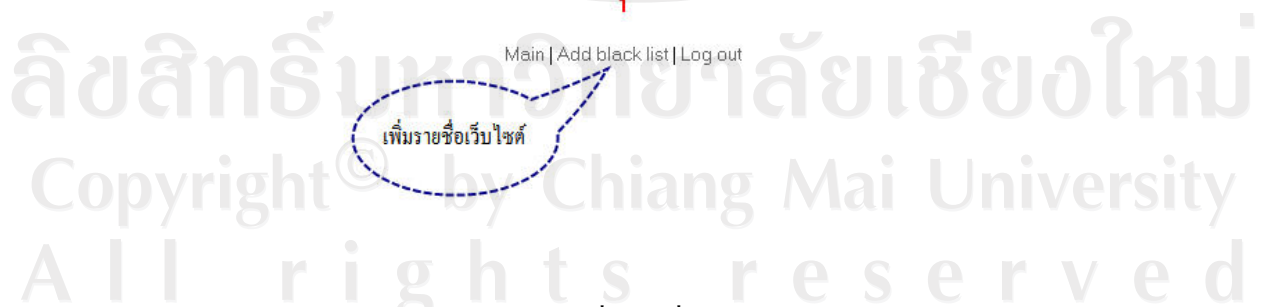 1
Main | Add black list | Log out
ลิขสิทธิ์มหาวิทยาลัยเชียงใหม่
เพิ่มรายชื่อเว็บไซต์
Copyright© by Chiang Mai University
All rights reserved